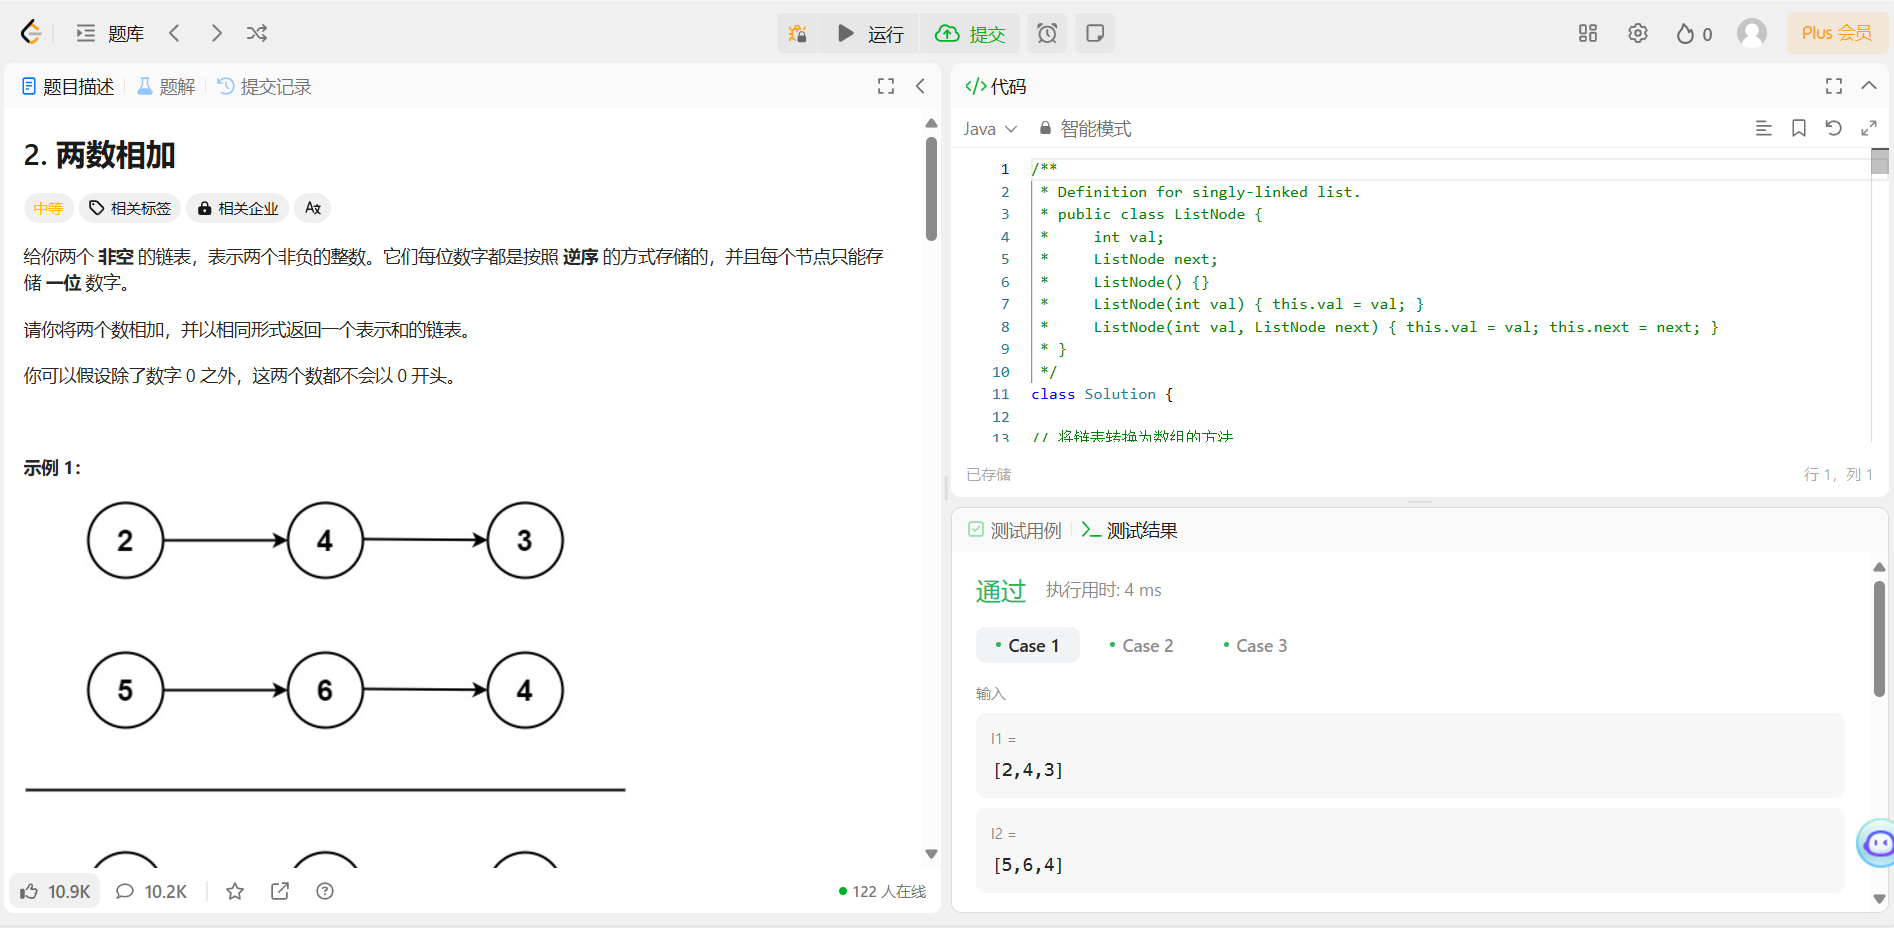 题库
运行
提交
0
Plus 会员
题目描述
题解
提交记录
2. 两数相加
中等
相关标签
相关企业
给你两个 非空 的链表，表示两个非负的整数。它们每位数字都是按照 逆序 的方式存储的，并且每个节点只能存
储 一位 数字。
请你将两个数相加，并以相同形式返回一个表示和的链表。
你可以假设除了数字 0 之外，这两个数都不会以 0 开头。
示例 1：
2 4 3
5 6 4
10.9K
10.2K
122 人在线
</>代码
Java
智能模式
1 /**
2  * Definition for singly-linked list.
3  * public class ListNode {
4  *     int val;
5  *     ListNode next;
6  *     ListNode() {}
7  *     ListNode(int val) { this.val = val; }
8  *     ListNode(int val, ListNode next) { this.val = val; this.next = next; }
9  * }
10  */
11 class Solution {
12
13 // 将链表转换为数组的方法
已存储
行 1，列 1
测试用例
测试结果
通过
执行用时: 4 ms
Case 1
Case 2
Case 3
输入
l1 =
[2,4,3]
l2 =
[5,6,4]